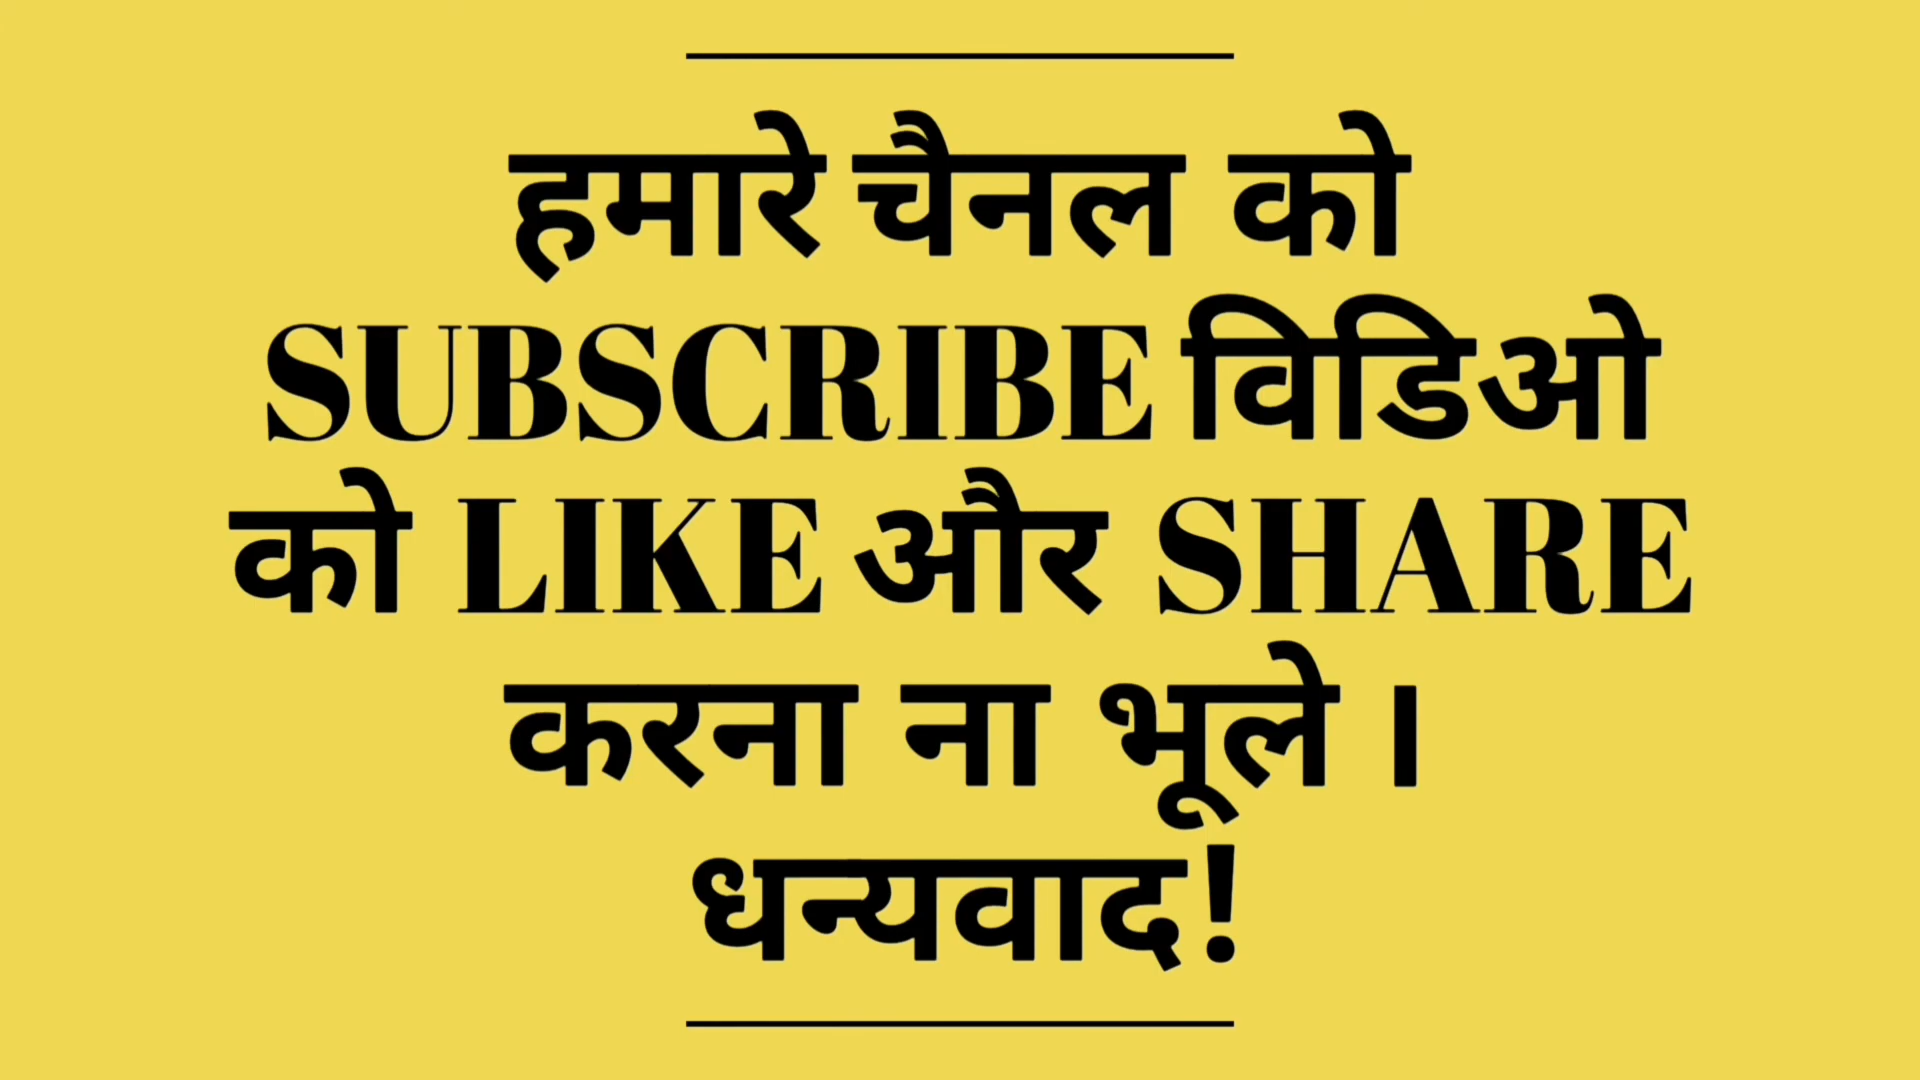 हमारे चैनल को
SUBSCRIBE विडिओ
को LIKE और SHARE
करना ना भूले ।
धन्यवाद!